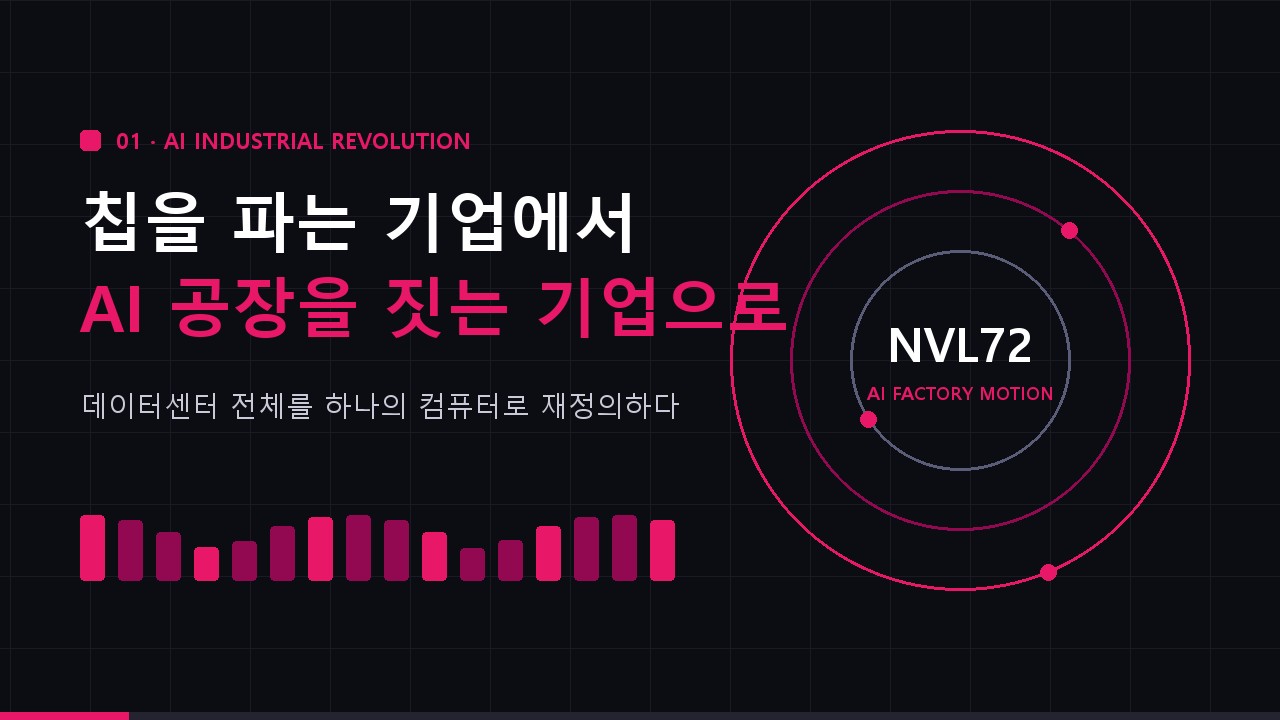 01 · AI INDUSTRIAL REVOLUTION
칩을 파는 기업에서
AI 공장을 짓는 기업으로
데이터센터 전체를 하나의 컴퓨터로 재정의하다
NVL72
AI FACTORY MOTION